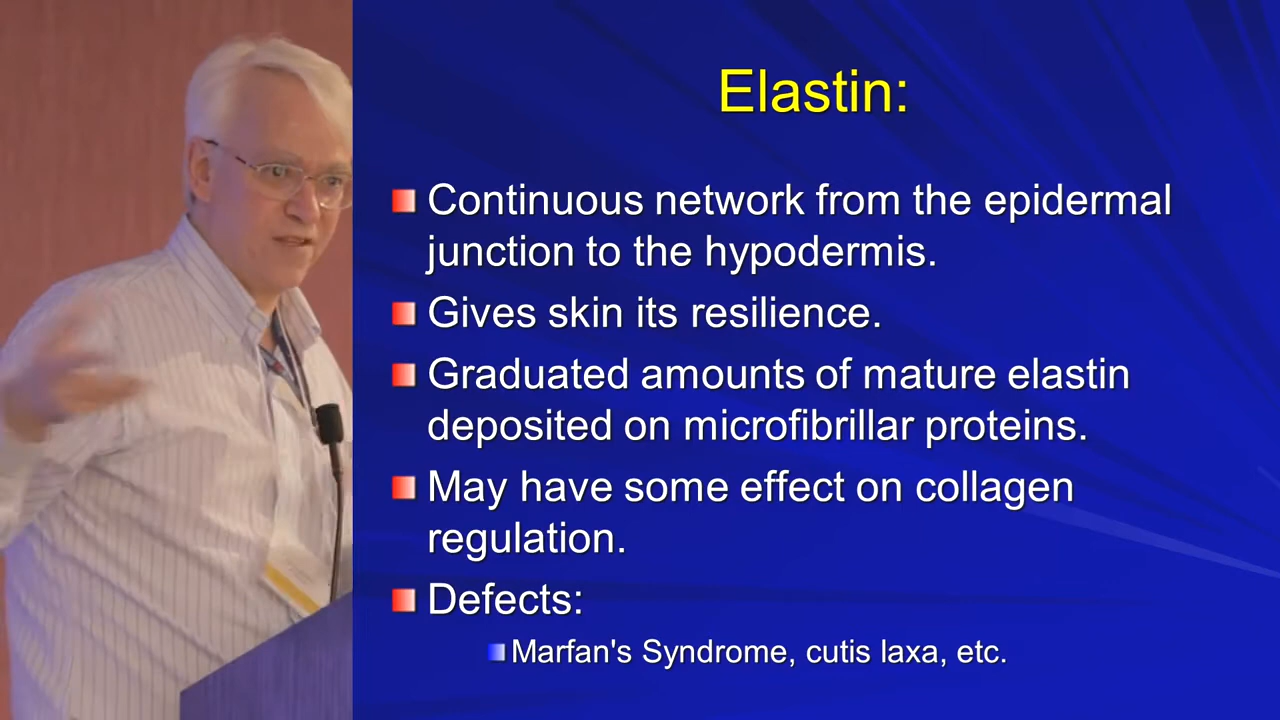 Elastin:
Continuous network from the epidermal
junction to the hypodermis.
Gives skin its resilience.
Graduated amounts of mature elastin
deposited on microfibrillar proteins.
May have some effect on collagen
regulation.
Defects:
Marfan's Syndrome, cutis laxa, etc.